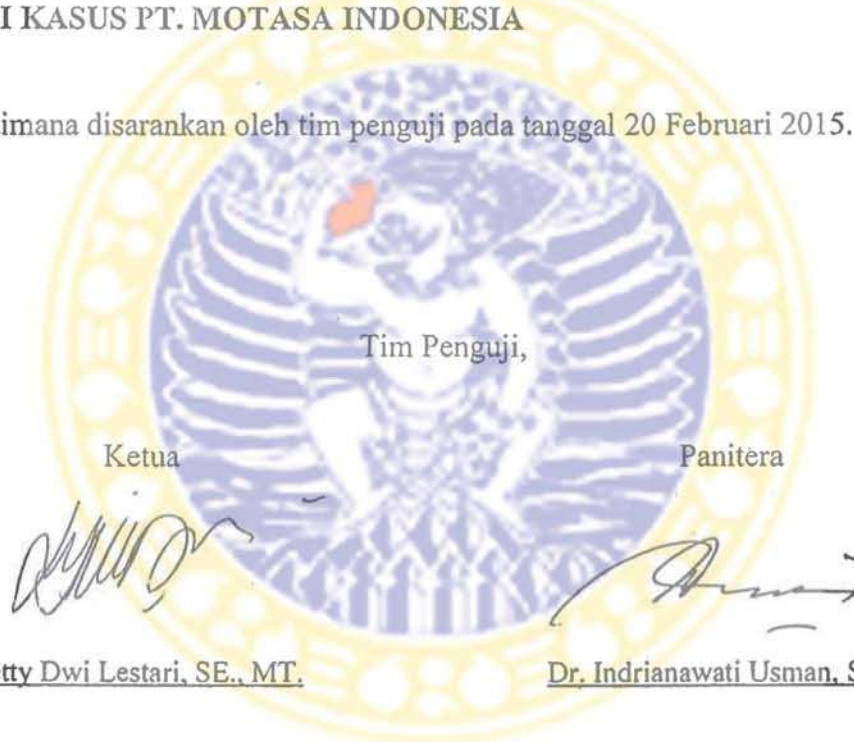 I KASUS PT. MOTASA INDONESIA
imana disarankan oleh tim penguji pada tanggal 20 Februari 2015.
Tim Penguji,
Ketua Panitera
tty Dwi Lestari, SE., MT. Dr. Indrianawati Usman, S